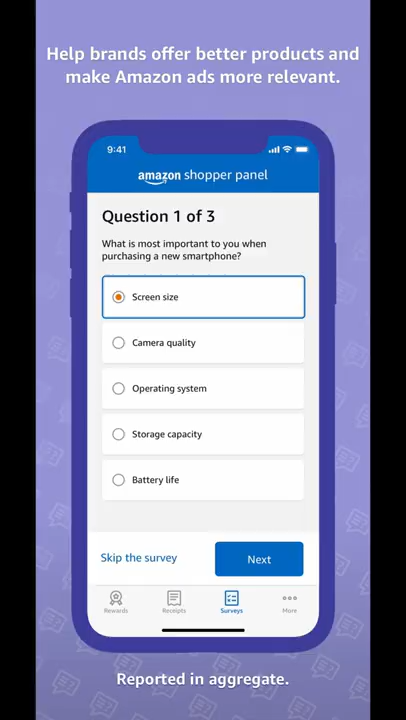 Help brands offer better products and
make Amazon ads more relevant.
9:41
amazon shopper panel
Question 1 of 3
What is most important to you when
purchasing a new smartphone?
Screen size
Camera quality
Operating system
Storage capacity
Battery life
Skip the survey
Next
Rewards
Receipts
Surveys
More
Reported in aggregate.